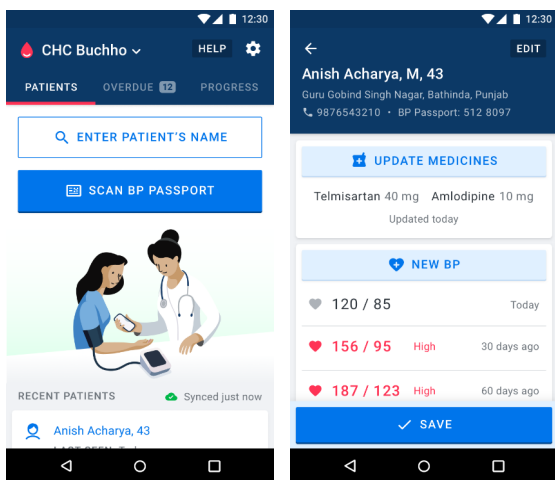 12:30
CHC Buchho
HELP
PATIENTS
OVERDUE 12
PROGRESS
ENTER PATIENT'S NAME
SCAN BP PASSPORT
RECENT PATIENTS
Synced just now
Anish Acharya, 43
12:30
EDIT
Anish Acharya, M, 43
Guru Gobind Singh Nagar, Bathinda, Punjab
9876543210 • BP Passport: 512 8097
UPDATE MEDICINES
Telmisartan 40 mg Amlodipine 10 mg
Updated today
NEW BP
120 / 85 Today
156 / 95 High 30 days ago
187 / 123 High 60 days ago
SAVE